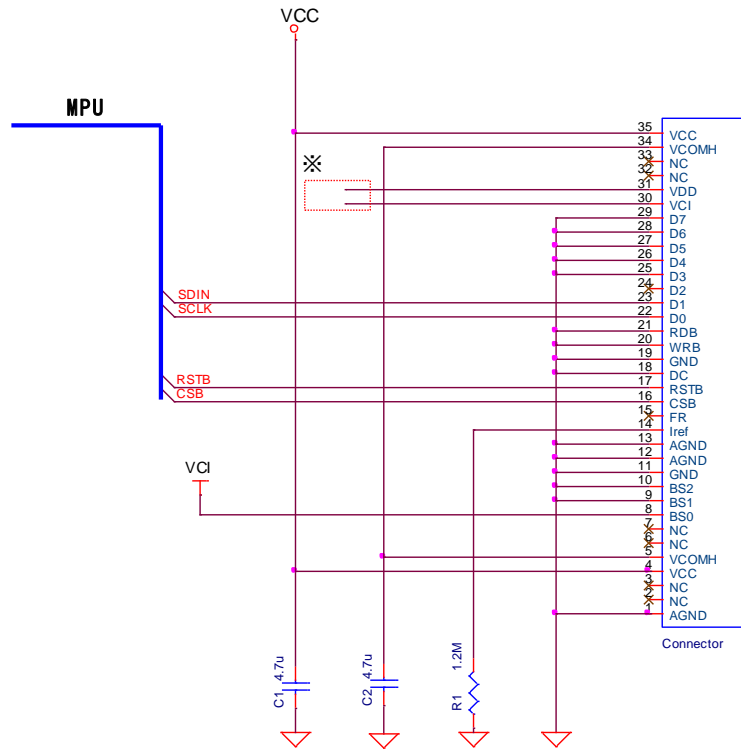 VCC
MPU
※
35 VCC
34 VCOMH
33 NC
32 NC
31 VDD
30 VCI
29 D7
28 D6
27 D5
26 D4
25 D3
24 D2
23 D1
22 D0
21 RDB
20 WRB
19 GND
18 DC
17 RSTB
16 CSB
15 FR
14 Iref
13 AGND
12 AGND
11 GND
10 BS2
9 BS1
8 BS0
7 NC
6 NC
5 VCOMH
4 VCC
3 NC
2 NC
1 AGND
Connector
SDIN
SCLK
RSTB
CSB
VCI
C1 4.7u
C2 4.7u
R1 1.2M